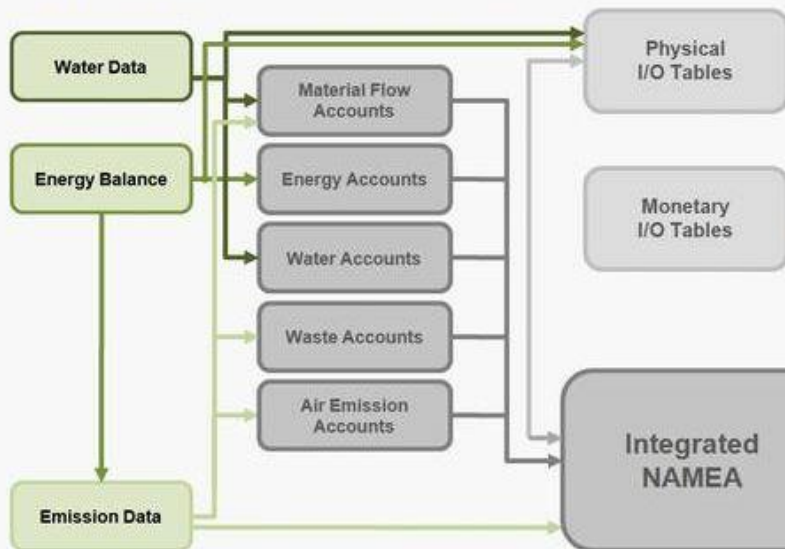 Water Data
Energy Balance
Emission Data
Material Flow
Accounts
Energy Accounts
Water Accounts
Waste Accounts
Air Emission
Accounts
Physical
I/O Tables
Monetary
I/O Tables
Integrated
NAMEA